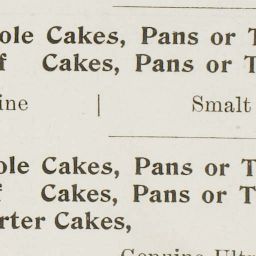 ole Cakes, Pans or T
f Cakes, Pans or T
ine | Smalt
ole Cakes, Pans or T
f Cakes, Pans or T
rter Cakes,
Genuine Ultr